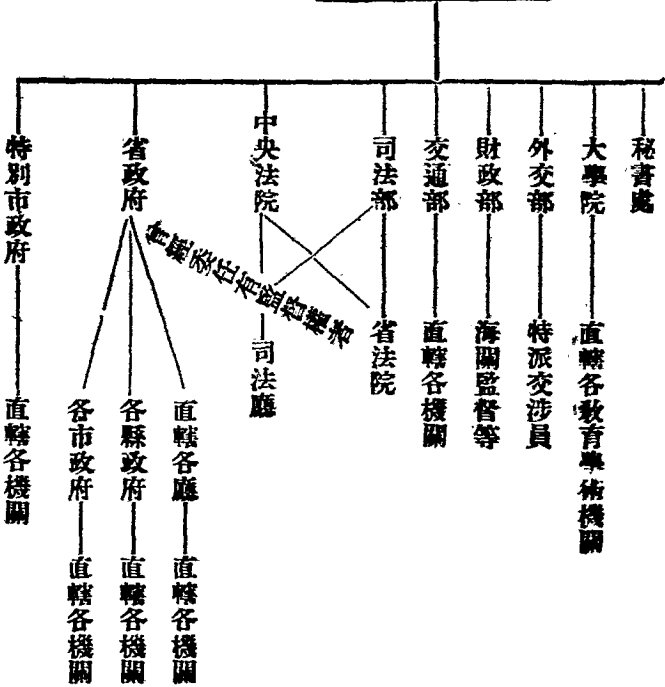 秘書處
大學院
直轄各教育學術機關
外交部
特派交涉員
財政部
海關監督等
交通部
直轄各機關
司法部
省法院
中央法院
司法廳
曾經委任有監督權者
省政府
直轄各廳
直轄各機關
各縣政府
直轄各機關
各市政府
直轄各機關
特別市政府
直轄各機關